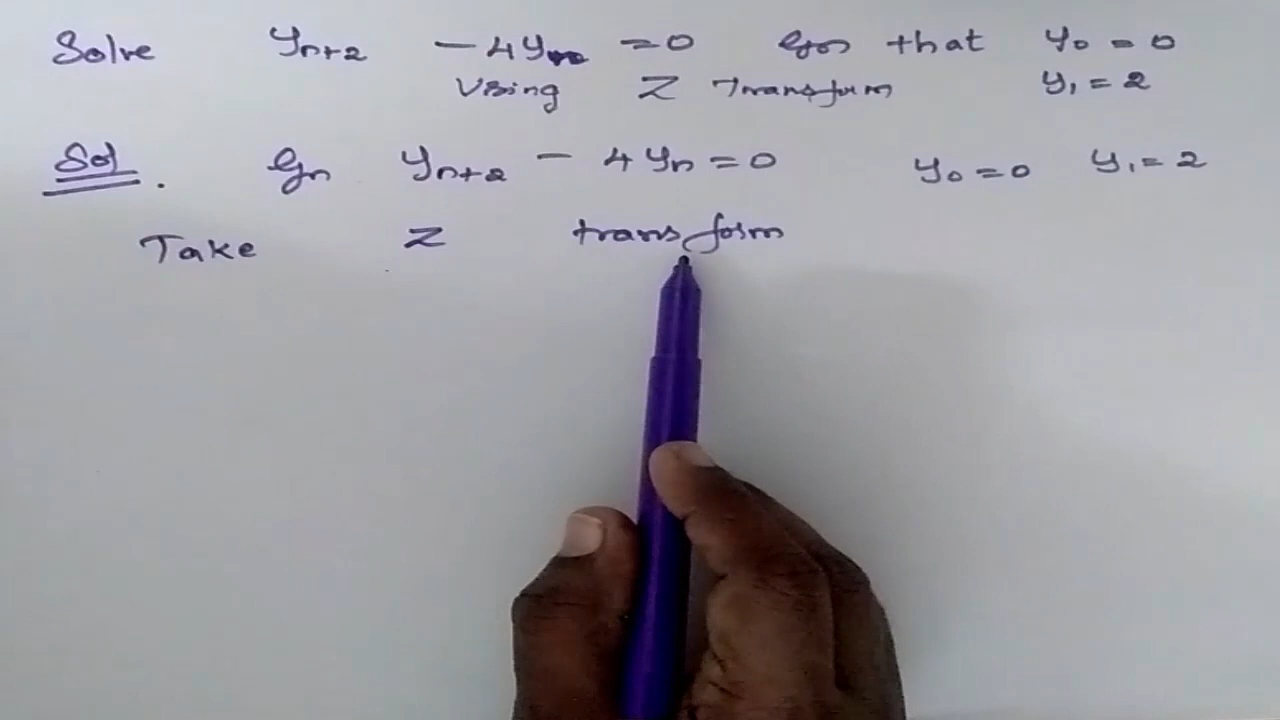 Solve yₙ₊₂ - 4yₙ = 0 Gn that y₀ = 0
Using Z Transform y₁ = 2
Sol. Gn yₙ₊₂ - 4yₙ = 0 y₀ = 0 y₁ = 2
Take Z transform